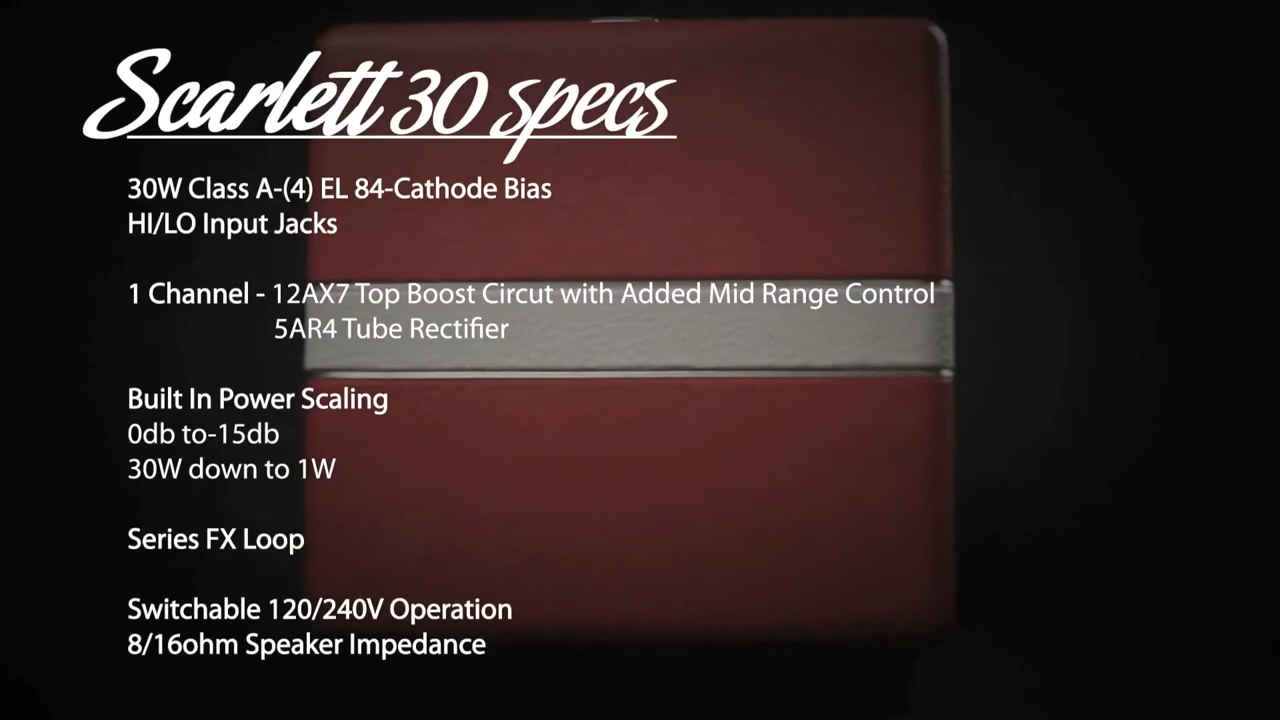 Scarlett 30 specs
30W Class A-(4) EL 84-Cathode Bias
HI/LO Input Jacks
1 Channel - 12AX7 Top Boost Circut with Added Mid Range Control
5AR4 Tube Rectifier
Built In Power Scaling
0db to-15db
30W down to 1W
Series FX Loop
Switchable 120/240V Operation
8/16ohm Speaker Impedance